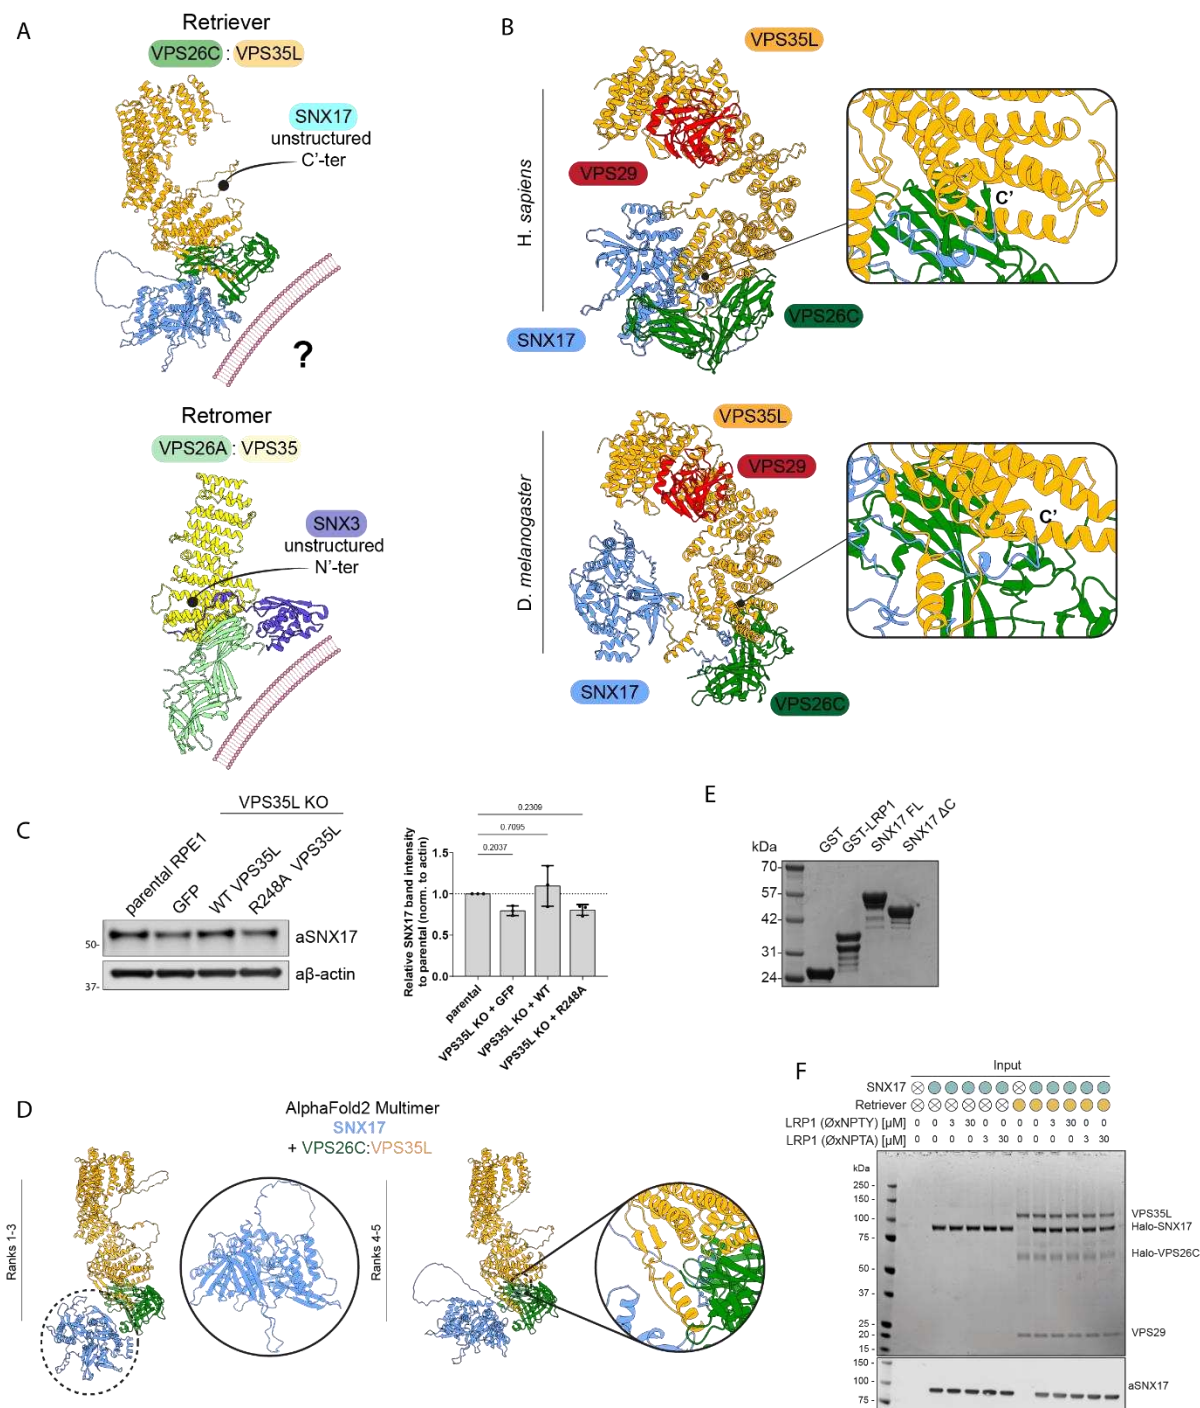 A
Retriever
VPS26C : VPS35L
SNX17
unstructured
C'-ter
?
Retromer
VPS26A : VPS35
SNX3
unstructured
N'-ter
B
H. sapiens
VPS35L
VPS29
SNX17
VPS26C
C'
D. melanogaster
VPS35L
VPS29
SNX17
VPS26C
C'
C
VPS35L KO
parental RPE1
GFP
WT VPS35L
R248A VPS35L
50-
37-
aSNX17
aβ-actin
Relative SNX17 band intensity
to parental (norm. to actin)
0.2309
0.7095
0.2037
1.5
1.0
0.5
0.0
parental
VPS35L KO + GFP
VPS35L KO + WT
VPS35L KO + R248A
E
GST
GST-LRP1
SNX17 FL
SNX17 ΔC
kDa
70
57
42
31
24
D
AlphaFold2 Multimer
SNX17
+ VPS26C:VPS35L
Ranks 1-3
Ranks 4-5
F
Input
SNX17
Retriever
LRP1 (ØxNPTY) [µM] 0 0 3 30 0 0 0 0 3 30 0 0
LRP1 (ØxNPTA) [µM] 0 0 0 0 3 30 0 0 0 0 3 30
kDa
250 -
150 -
100 -
75 -
50 -
37 -
25 -
20 -
15 -
VPS35L
Halo-SNX17
Halo-VPS26C
VPS29
150 -
100 -
75 -
aSNX17